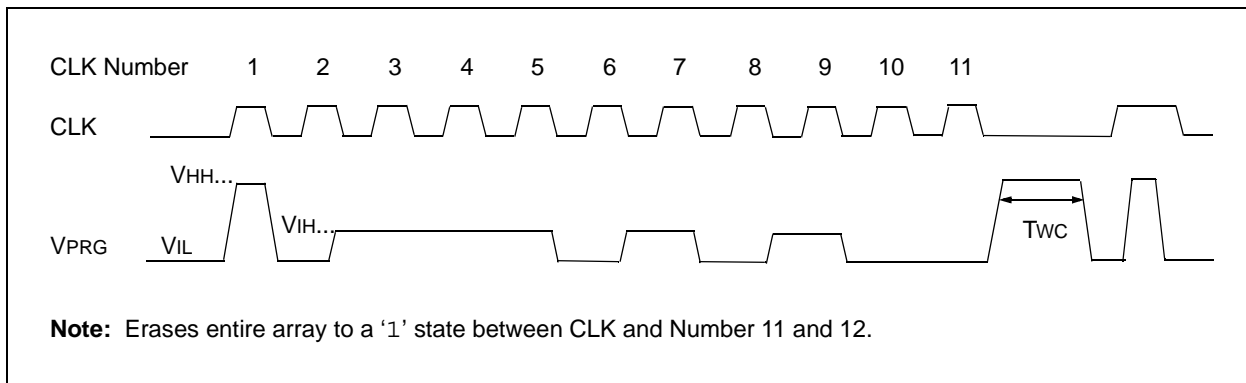 CLK Number 1 2 3 4 5 6 7 8 9 10 11
CLK
VHH...
VIH...
VPRG VIL
TWC
Note: Erases entire array to a ‘1’ state between CLK and Number 11 and 12.